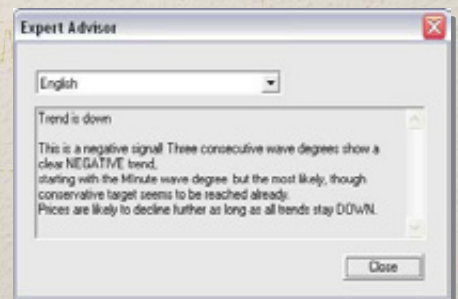 Expert Advisor
English
Trend is down
This is a negative signal! Three consecutive wave degrees show a
clear NEGATIVE trend,
starting with the Minute wave degree but the most likely, though
conservative target seems to be reached already.
Prices are likely to decline further as long as all trends stay DOWN.
Close